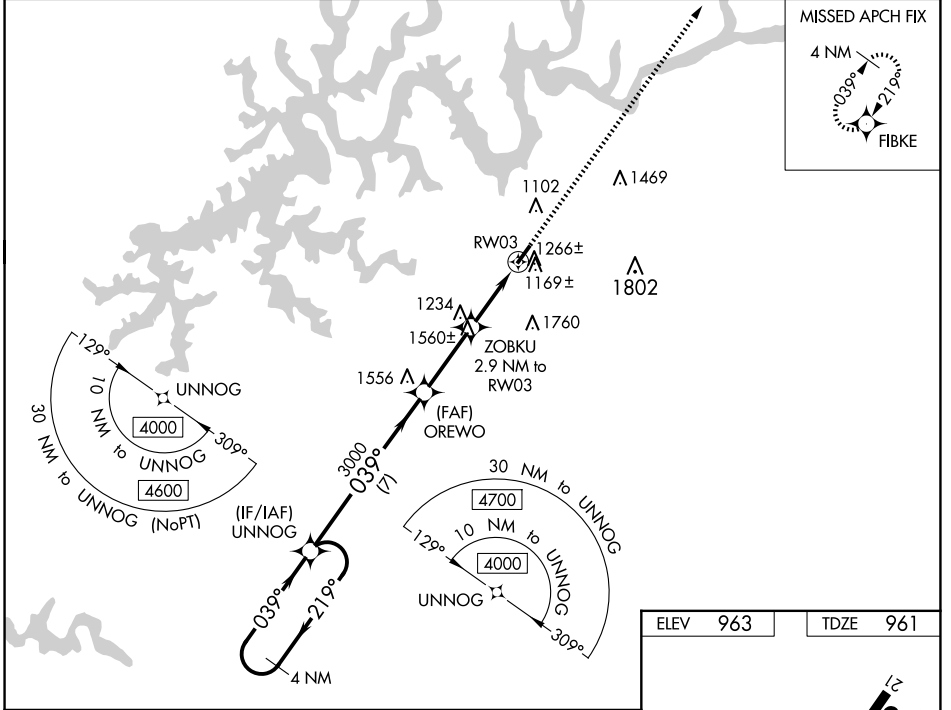 MISSED APCH FIX
4 NM
039°
219°
FIBKE
1469
1102
RW03
1266±
1169±
1802
1234
1560±
1760
ZOBKU
2.9 NM to
RW03
1556
(FAF)
OREWO
129°
UNNOG
309°
10 NM to UNNOG
4000
30 NM to UNNOG (NoPT)
4600
3000
039°
(7)
(IF/IAF)
UNNOG
039°
219°
4 NM
30 NM to UNNOG
4700
129°
10 NM to UNNOG
4000
UNNOG
309°
ELEV 963
TDZE 961
21